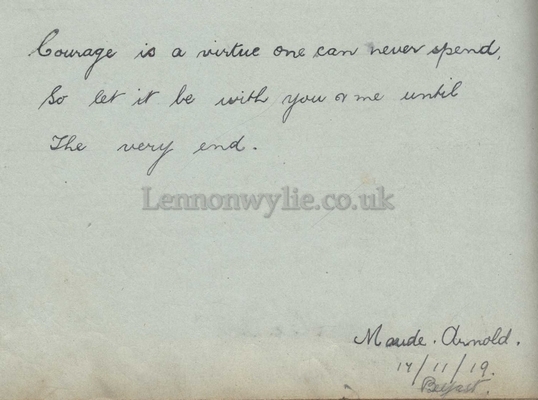 Courage is a virtue one can never spend,
So let it be with you & me until
The very end.
Lennonwylie.co.uk
Maude. Arnold.
14/11/19.
Belfast.